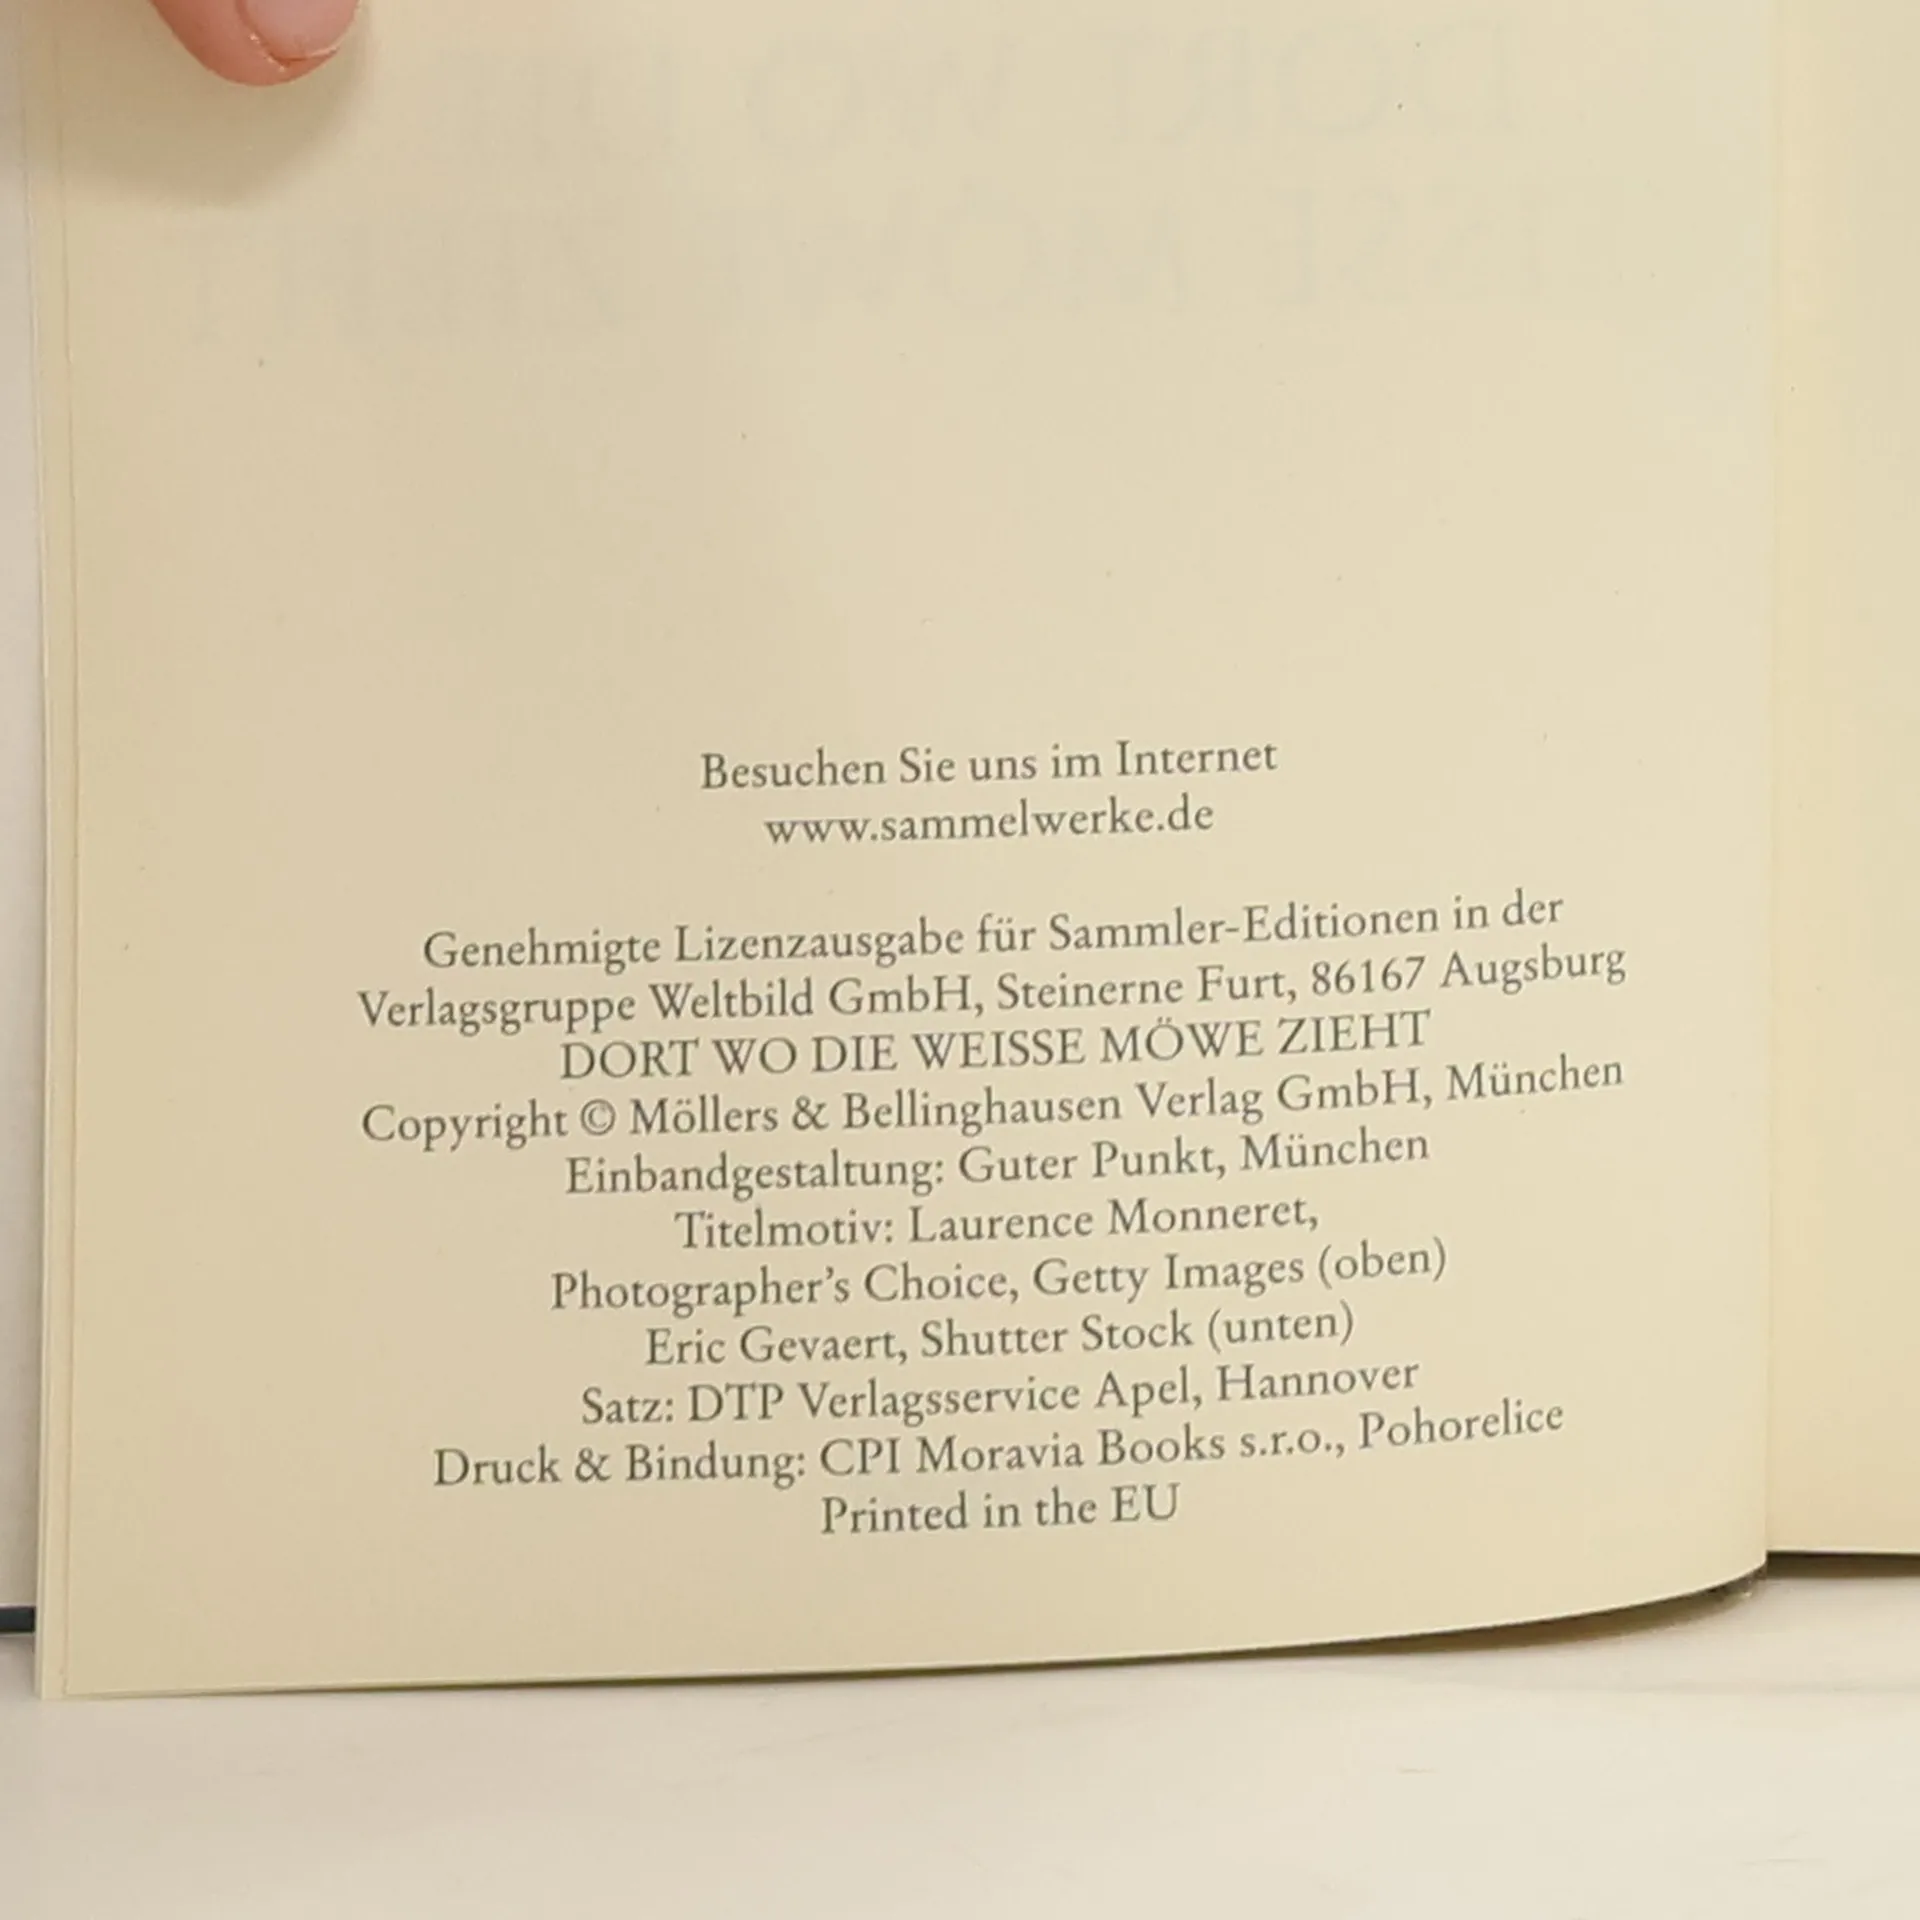 Besuchen Sie uns im Internet
www.sammelwerke.de
Genehmigte Lizenzausgabe für Sammler-Editionen in der
Verlagsgruppe Weltbild GmbH, Steinerne Furt, 86167 Augsburg
DORT WO DIE WEISSE MÖWE ZIEHT
Copyright © Möllers & Bellinghausen Verlag GmbH, München
Einbandgestaltung: Guter Punkt, München
Titelmotiv: Laurence Monneret,
Photographer’s Choice, Getty Images (oben)
Eric Gevaert, Shutter Stock (unten)
Satz: DTP Verlagsservice Apel, Hannover
Druck & Bindung: CPI Moravia Books s.r.o., Pohorelice
Printed in the EU